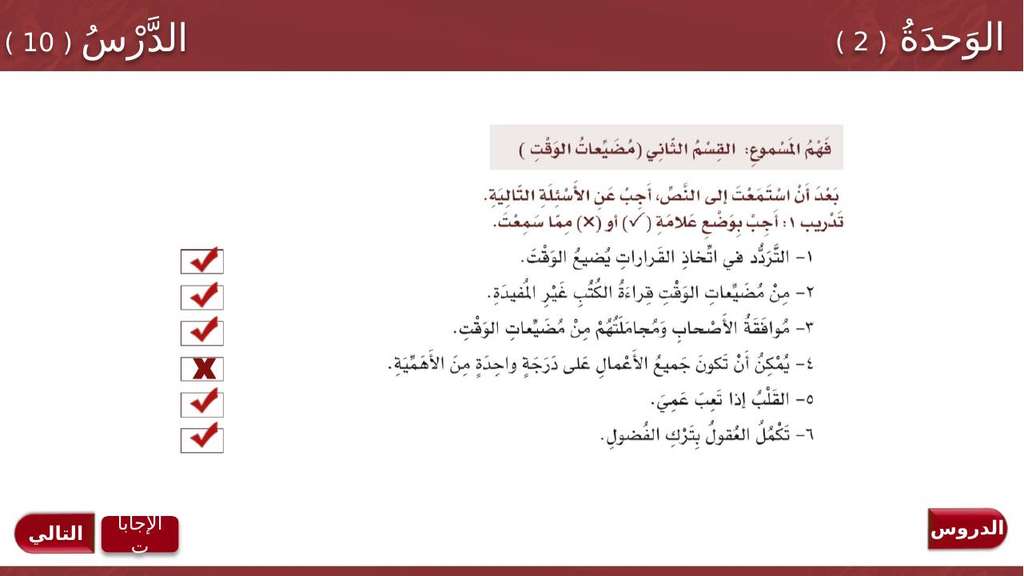 الوَحدَةُ ( 2 )
الدَّرْسُ ( 10 )
فَهْمُ المَسْموعِ: القِسْمُ الثّاني (مُضَيِّعاتُ الوَقْتِ )
بَعْدَ أَنْ اسْتَمَعْتَ إلى النَّصِّ، أَجِبْ عَنِ الأَسْئِلَةِ التَّاليَةِ.
تَدْريب ١: أَجِبْ بِوَضْعِ عَلامَةِ (✓) أو (×) مِمّا سَمِعْتَ.
١- التَّرَدُّد في اتِّخاذِ القَراراتِ يُضيعُ الوَقْتَ.
٢- مِنْ مُضَيِّعاتِ الوَقْتِ قِراءَةُ الكُتُبِ غَيْرِ المُفيدَةِ.
٣- مُوافَقَةُ الأَصْحابِ وَمُجامَلَتُهُمْ مِنْ مُضَيِّعاتِ الوَقْتِ.
٤- يُمْكِنُ أَنْ تَكونَ جَميعُ الأَعْمالِ عَلى دَرَجَةٍ واحِدَةٍ مِنَ الأَهَمِّيَةِ.
٥- القَلْبُ إذا تَعِبَ عَمِيَ.
٦- تَكْمُلُ العُقولُ بِتَرْكِ الفُضولِ.
الدروس
الإجابا
ت
التالي